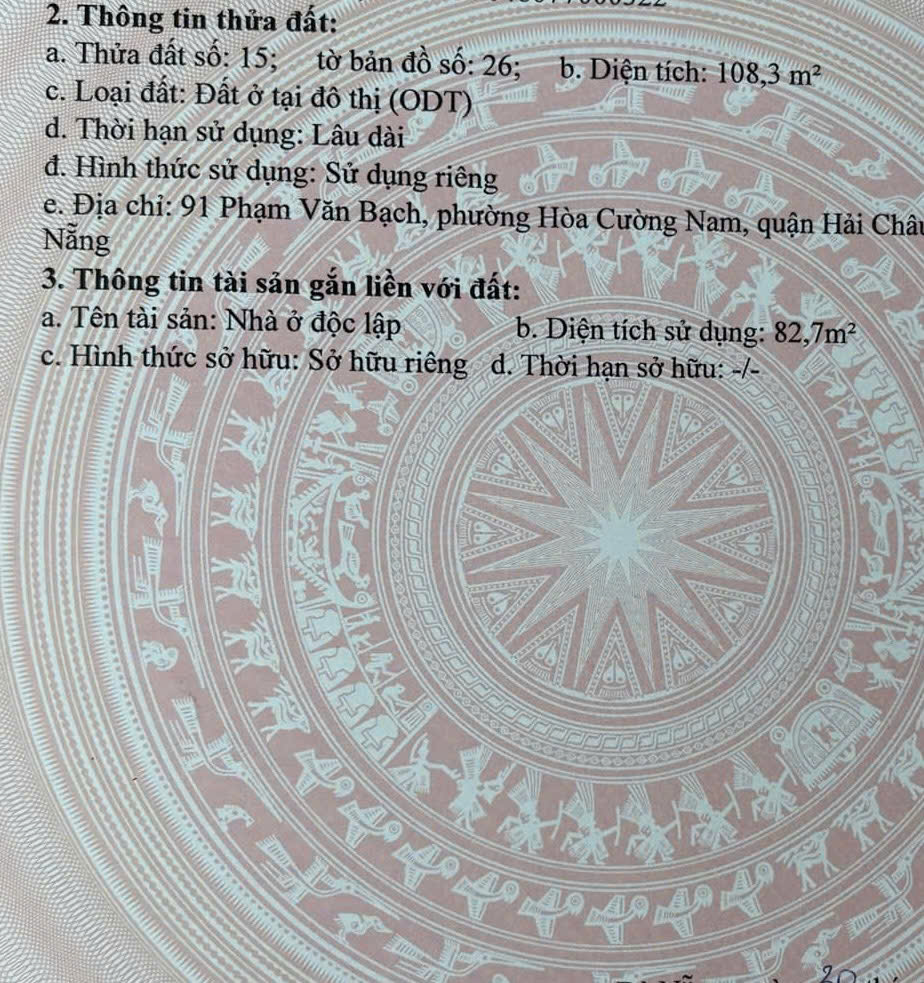 2. Thông tin thửa đất:
a. Thửa đất số: 15; tờ bản đồ số: 26; b. Diện tích: 108,3 m²
c. Loại đất: Đất ở tại đô thị (ODT)
d. Thời hạn sử dụng: Lâu dài
đ. Hình thức sử dụng: Sử dụng riêng
e. Địa chỉ: 91 Phạm Văn Bạch, phường Hòa Cường Nam, quận Hải Châu
Nẵng
3. Thông tin tài sản gắn liền với đất:
a. Tên tài sản: Nhà ở độc lập b. Diện tích sử dụng: 82,7m²
c. Hình thức sở hữu: Sở hữu riêng d. Thời hạn sở hữu: -/-
20